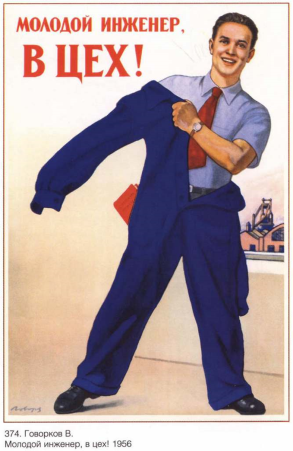 МОЛОДОЙ ИНЖЕНЕР,
В ЦЕХ!
374. Говорков В.
Молодой инженер, в цех! 1956